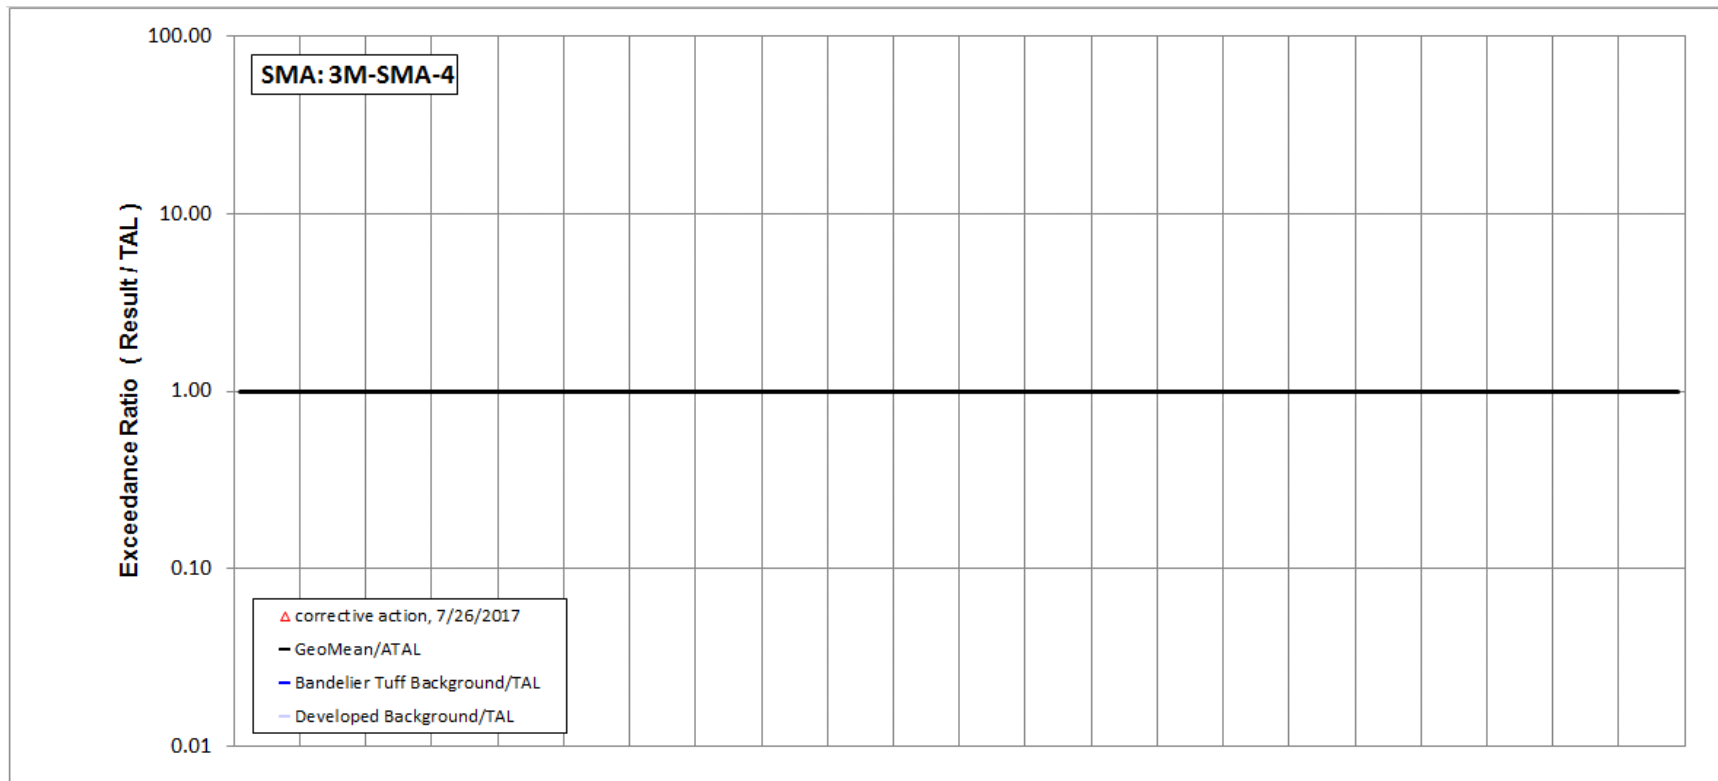 100.00
SMA: 3M-SMA-4
10.00
Exceedance Ratio ( Result / TAL )
1.00
0.10
corrective action, 7/26/2017
GeoMean/ATAL
Bandelier Tuff Background/TAL
Developed Background/TAL
0.01